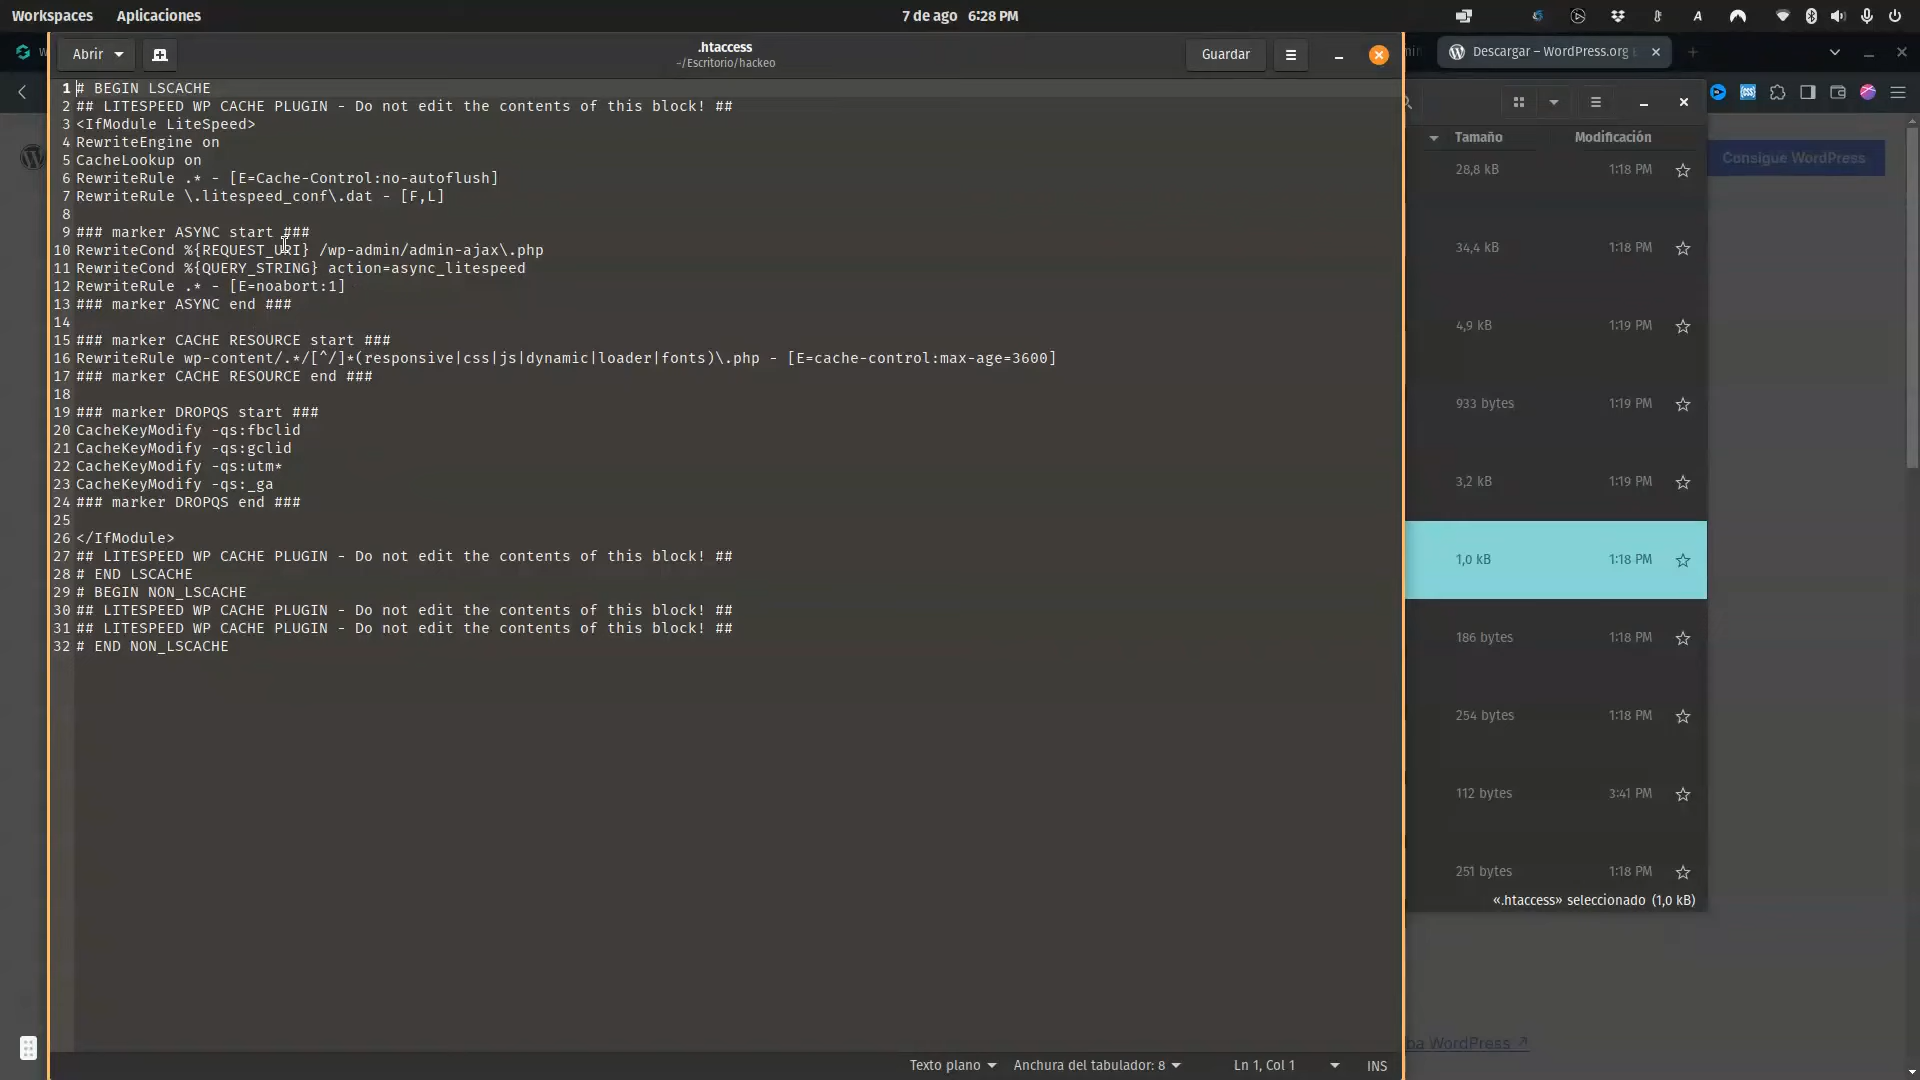 Workspaces Aplicaciones 7 de ago 6:28 PM A
Abrir .htaccess Guardar Descargar – WordPress.org
~/Escritorio/hackeo
1 # BEGIN LSCACHE
2 ## LITESPEED WP CACHE PLUGIN - Do not edit the contents of this block! ##
3 <IfModule LiteSpeed>
4 RewriteEngine on
5 CacheLookup on
6 RewriteRule .* - [E=Cache-Control:no-autoflush]
7 RewriteRule \.litespeed_conf\.dat - [F,L]
8
9 ### marker ASYNC start ###
10 RewriteCond %{REQUEST_URI} /wp-admin/admin-ajax\.php
11 RewriteCond %{QUERY_STRING} action=async_litespeed
12 RewriteRule .* - [E=noabort:1]
13 ### marker ASYNC end ###
14
15 ### marker CACHE RESOURCE start ###
16 RewriteRule wp-content/.*/[^/]*(responsive|css|js|dynamic|loader|fonts)\.php - [E=cache-control:max-age=3600]
17 ### marker CACHE RESOURCE end ###
18
19 ### marker DROPQS start ###
20 CacheKeyModify -qs:fbclid
21 CacheKeyModify -qs:gclid
22 CacheKeyModify -qs:utm*
23 CacheKeyModify -qs:_ga
24 ### marker DROPQS end ###
25
26 </IfModule>
27 ## LITESPEED WP CACHE PLUGIN - Do not edit the contents of this block! ##
28 # END LSCACHE
29 # BEGIN NON_LSCACHE
30 ## LITESPEED WP CACHE PLUGIN - Do not edit the contents of this block! ##
31 ## LITESPEED WP CACHE PLUGIN - Do not edit the contents of this block! ##
32 # END NON_LSCACHE
Texto plano Anchura del tabulador: 8 Ln 1, Col 1 INS
Tamaño Modificación
28,8 kB 1:18 PM
34,4 kB 1:18 PM
4,9 kB 1:19 PM
933 bytes 1:19 PM
3,2 kB 1:19 PM
1,0 kB 1:18 PM
186 bytes 1:18 PM
254 bytes 1:18 PM
112 bytes 3:41 PM
251 bytes 1:18 PM
«.htaccess» seleccionado (1,0 kB)
Consigue WordPress
WordPress ↗